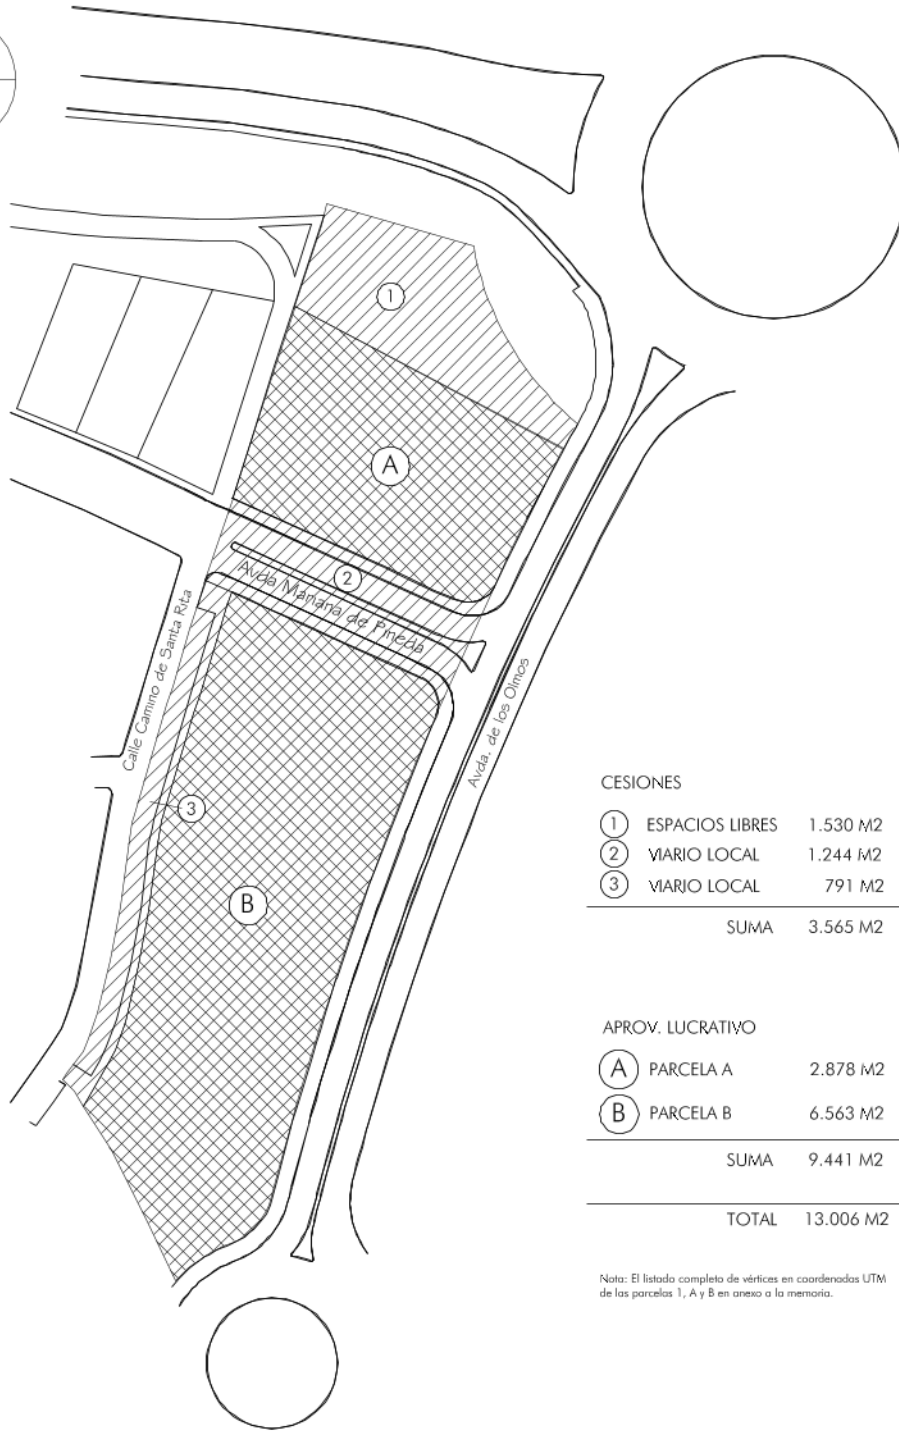 1
A
2
Avda Mariana de Pineda
Calle Camino de Santa Rita
Avda. de los Olmos
3
B
CESIONES
1 ESPACIOS LIBRES 1.530 M2
2 VIARIO LOCAL 1.244 M2
3 VIARIO LOCAL 791 M2
SUMA 3.565 M2
APROV. LUCRATIVO
A PARCELA A 2.878 M2
B PARCELA B 6.563 M2
SUMA 9.441 M2
TOTAL 13.006 M2
Nota: El listado completo de vértices en coordenadas UTM
de las parcelas 1, A y B en anexo a la memoria.